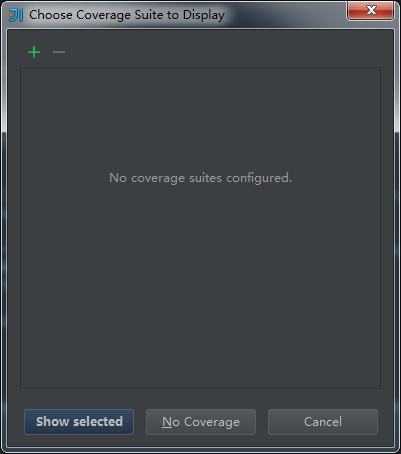 Choose Coverage Suite to Display
No coverage suites configured.
Show selected
No Coverage
Cancel